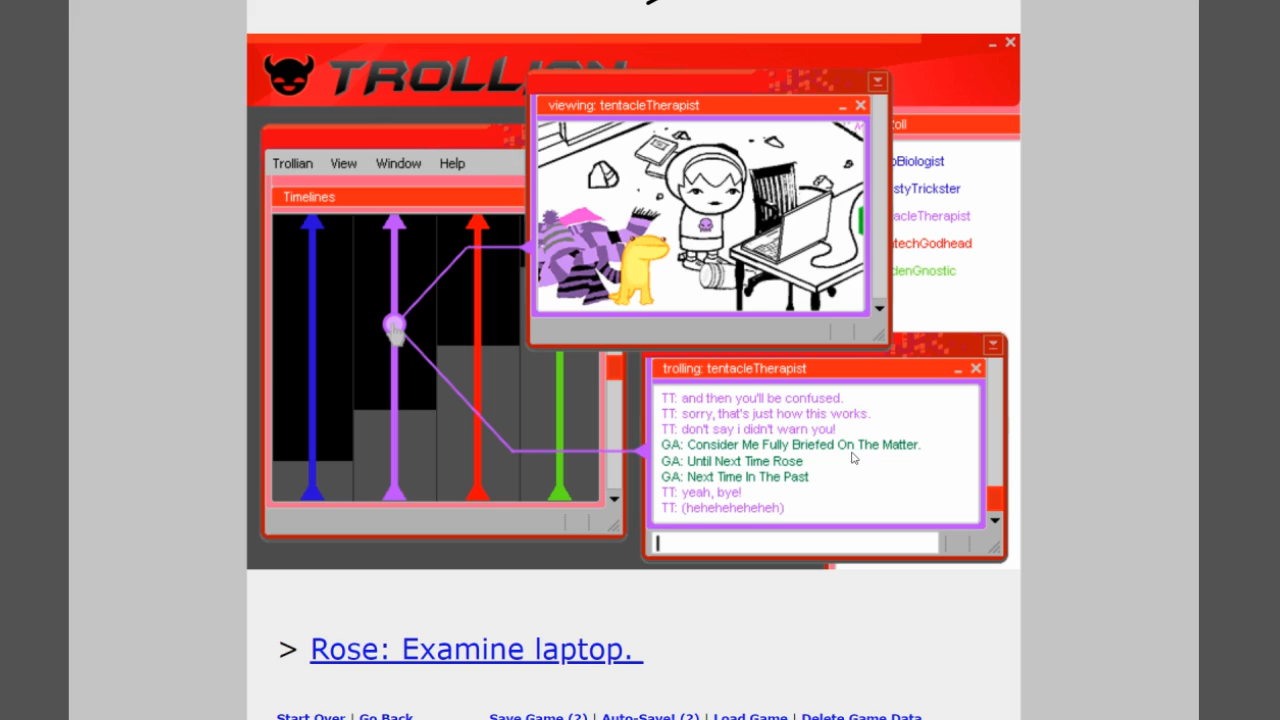 TROLLIAN
viewing: tentacleTherapist
Trollian View Window Help
Timelines
oll
oBiologist
styTrickster
acleTherapist
ntechGodhead
denGnostic
trolling: tentacleTherapist
TT: and then you'll be confused.
TT: sorry, that's just how this works.
TT: don't say i didn't warn you!
GA: Consider Me Fully Briefed On The Matter.
GA: Until Next Time Rose
GA: Next Time In The Past
TT: yeah, bye!
TT: (heheheheheheh)
> Rose: Examine laptop.
Start Over | Go Back Save Game (?) | Auto-Save! (?) | Load Game | Delete Game Data